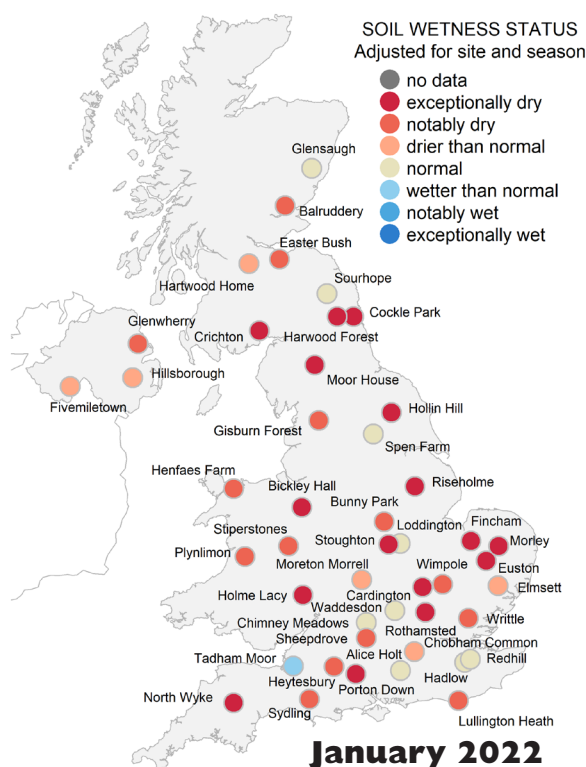 SOIL WETNESS STATUS
Adjusted for site and season
no data
exceptionally dry
notably dry
drier than normal
normal
wetter than normal
notably wet
exceptionally wet
Glensaugh
Balruddery
Easter Bush
Hartwood Home
Sourhope
Glenwherry
Crichton
Harwood Forest
Cockle Park
Hillsborough
Moor House
Fivemiletown
Hollin Hill
Gisburn Forest
Spen Farm
Henfaes Farm
Bickley Hall
Riseholme
Bunny Park
Loddington
Fincham
Stiperstones
Stoughton
Morley
Plynlimon
Moreton Morrell
Wimpole
Euston
Cardington
Elmsett
Holme Lacy
Waddesdon
Chimney Meadows
Writtle
Rothamsted
Sheepdrove
Chobham Common
Tadham Moor
Alice Holt
Redhill
Heytesbury
Hadlow
Porton Down
North Wyke
Sydling
Lullington Heath
January 2022